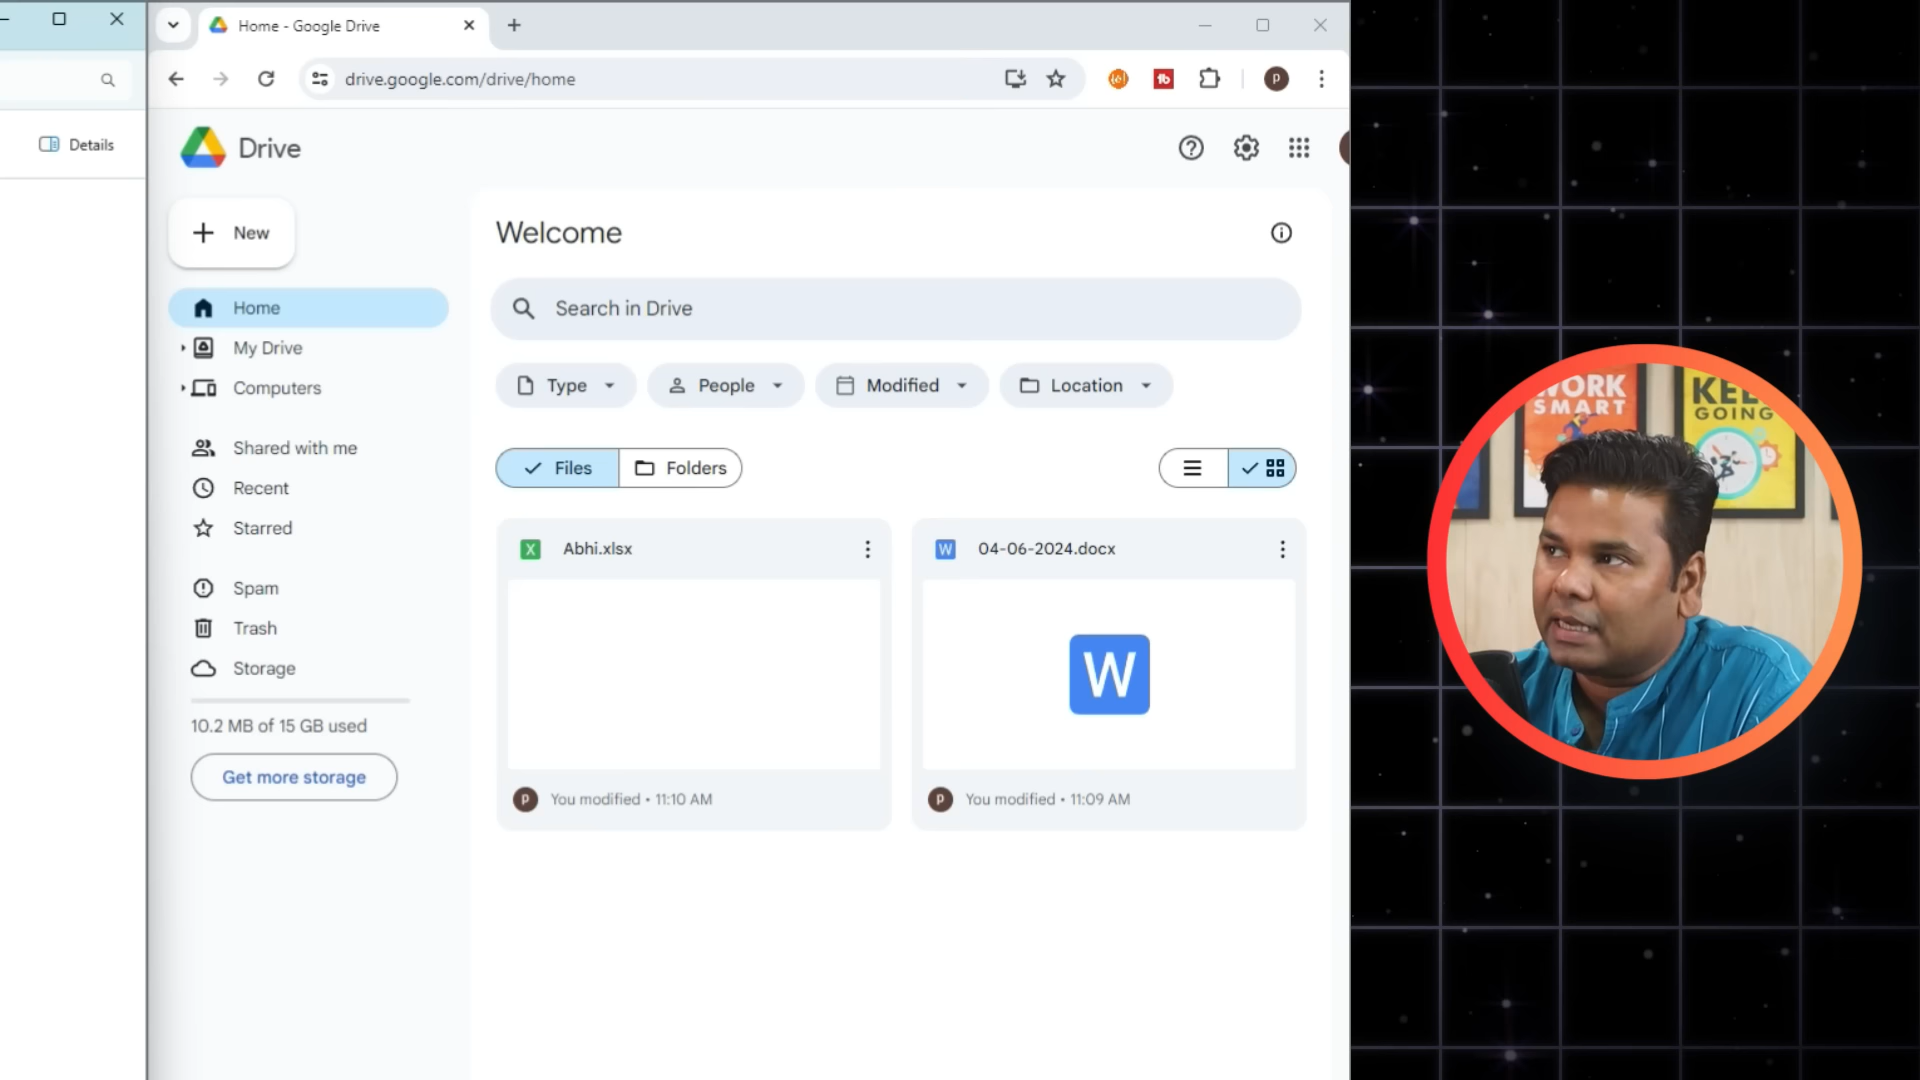 Home - Google Drive
drive.google.com/drive/home
fb
P
Details
Drive
New
Welcome
Search in Drive
Home
My Drive
Computers
Type
People
Modified
Location
Shared with me
Recent
Starred
Files
Folders
Spam
Trash
Storage
10.2 MB of 15 GB used
Get more storage
X
Abhi.xlsx
W
04-06-2024.docx
W
P
You modified • 11:10 AM
P
You modified • 11:09 AM
WORK
SMART
KEEP
GOING